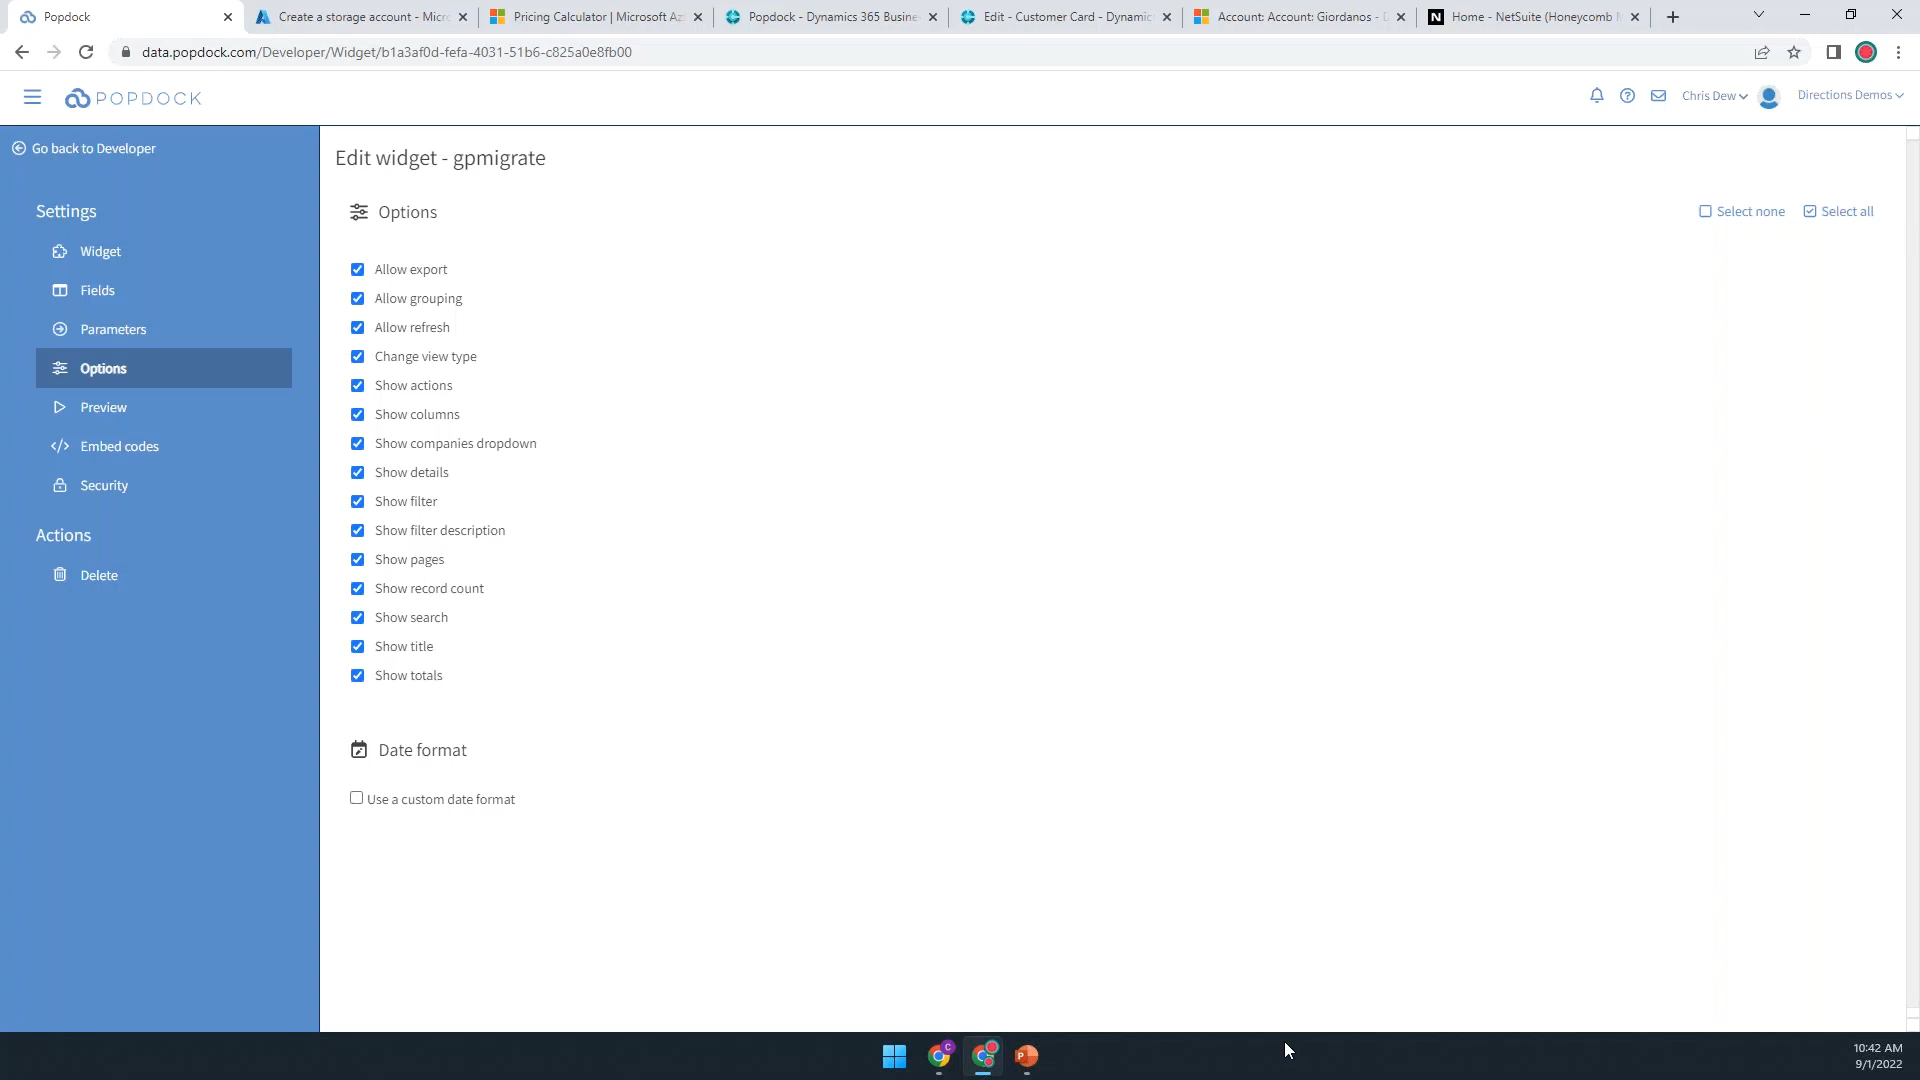 Popdock
Create a storage account - Micr
Pricing Calculator | Microsoft Az
Popdock - Dynamics 365 Busine
Edit - Customer Card - Dynamic
Account: Account: Giordanos - D
Home - NetSuite (Honeycomb M
data.popdock.com/Developer/Widget/b1a3af0d-fefa-4031-51b6-c825a0e8fb00
POPDOCK
Chris Dew
Directions Demos
Go back to Developer
Settings
Widget
Fields
Parameters
Options
Preview
Embed codes
Security
Actions
Delete
Edit widget - gpmigrate
Options
Select none
Select all
Allow export
Allow grouping
Allow refresh
Change view type
Show actions
Show columns
Show companies dropdown
Show details
Show filter
Show filter description
Show pages
Show record count
Show search
Show title
Show totals
Date format
Use a custom date format
10:42 AM
9/1/2022